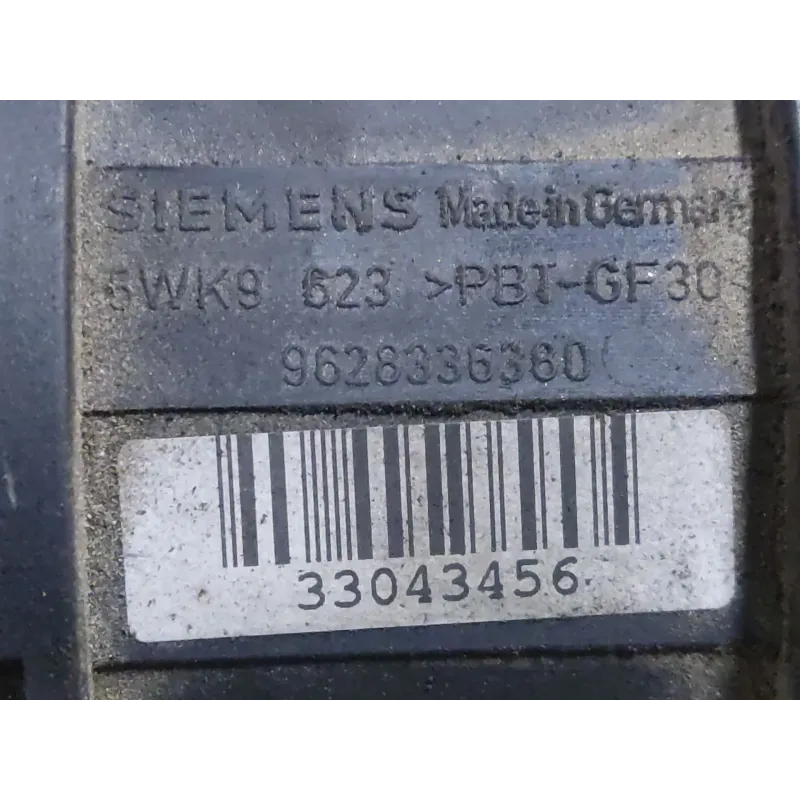 SIEMENS Made in Germany
5WK9 623 >PBT-GF30<
9628336380
33043456